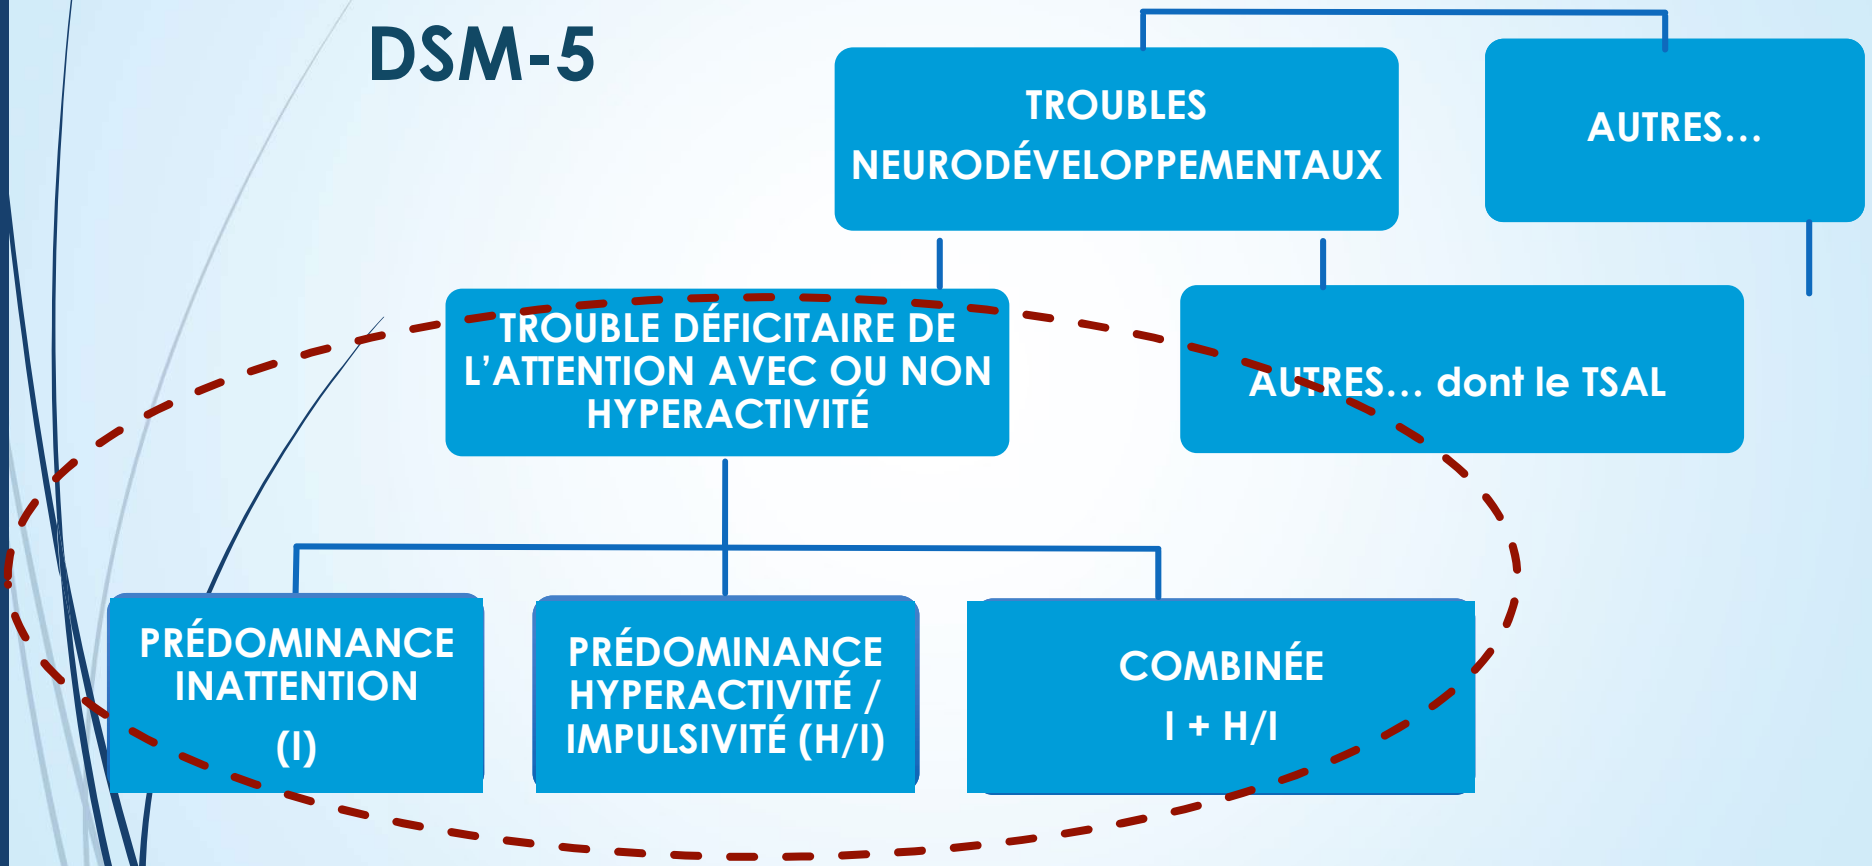 DSM-5
TROUBLES
NEURODÉVELOPPEMENTAUX
AUTRES...
TROUBLE DÉFICITAIRE DE
L'ATTENTION AVEC OU NON
HYPERACTIVITÉ
AUTRES... dont le TSAL
PRÉDOMINANCE
INATTENTION
(I)
PRÉDOMINANCE
HYPERACTIVITÉ /
IMPULSIVITÉ (H/I)
COMBINÉE
I + H/I